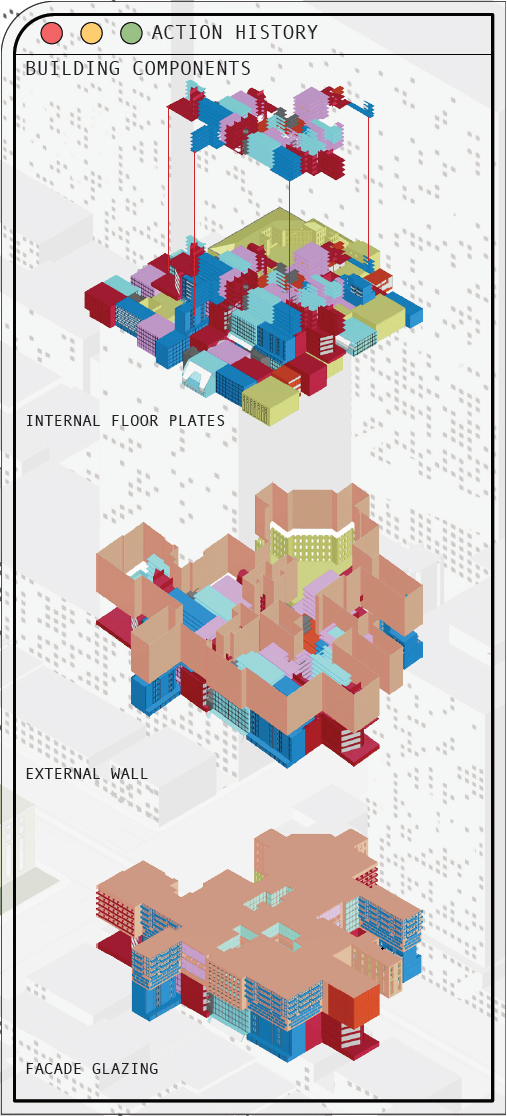 ACTION HISTORY
BUILDING COMPONENTS
INTERNAL FLOOR PLATES
EXTERNAL WALL
FACADE GLAZING